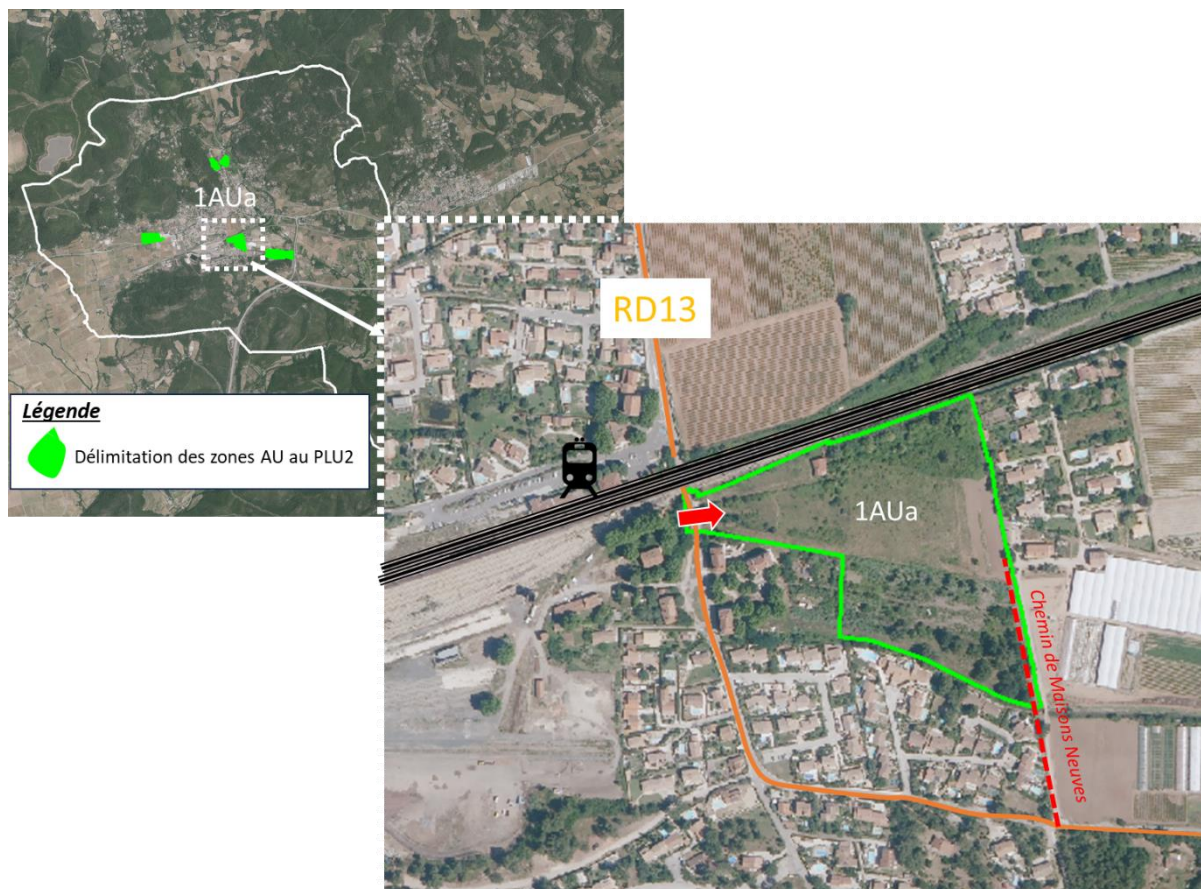 1AUa
Légende
Délimitation des zones AU au PLU2
RD13
1AUa
Chemin de Maisons Neuves